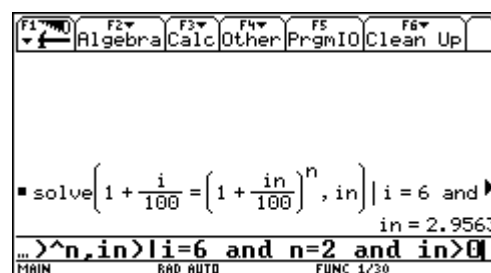 F1 F2 F3 F4 F5 F6
Algebra Calc Other PrgmIO Clean Up
solve(1 + i/100 = (1 + in/100)^n, in) | i = 6 and
in = 2.9563
…)^n,in)|i=6 and n=2 and in>0
MAIN RAD AUTO FUNC 1/30